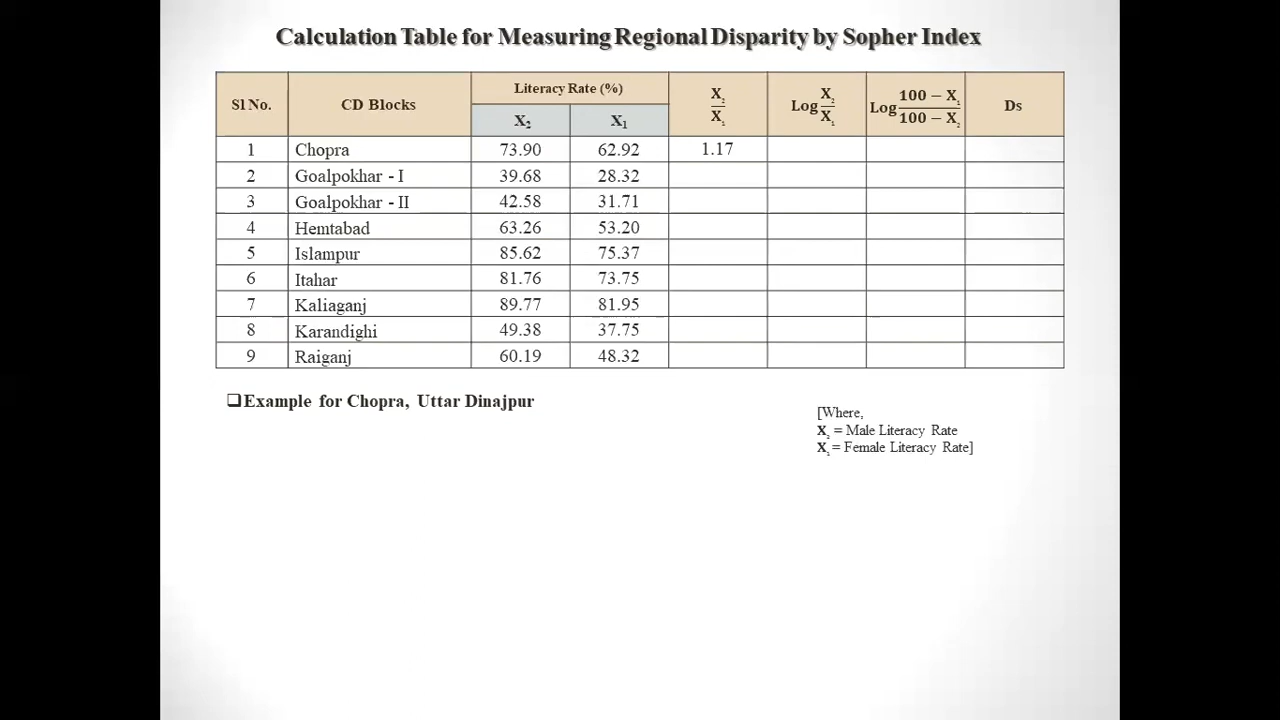 Calculation Table for Measuring Regional Disparity by Sopher Index
Sl No. CD Blocks Literacy Rate (%) X₂/X₁ Log X₂/X₁ Log 100 − X₁/100 − X₂ Ds
X₂ X₁
1 Chopra 73.90 62.92 1.17
2 Goalpokhar - I 39.68 28.32
3 Goalpokhar - II 42.58 31.71
4 Hemtabad 63.26 53.20
5 Islampur 85.62 75.37
6 Itahar 81.76 73.75
7 Kaliaganj 89.77 81.95
8 Karandighi 49.38 37.75
9 Raiganj 60.19 48.32
❑Example for Chopra, Uttar Dinajpur
[Where,
X₂ = Male Literacy Rate
X₁ = Female Literacy Rate]